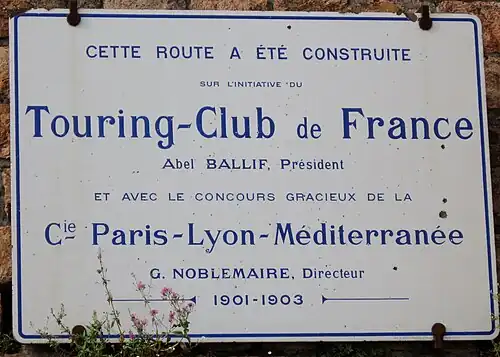 CETTE ROUTE A ÉTÉ CONSTRUITE
SUR L'INITIATIVE DU
Touring-Club de France
Abel BALLIF, Président
ET AVEC LE CONCOURS GRACIEUX DE LA
Cie Paris-Lyon-Méditerranée
G. NOBLEMAIRE, Directeur
1901-1903